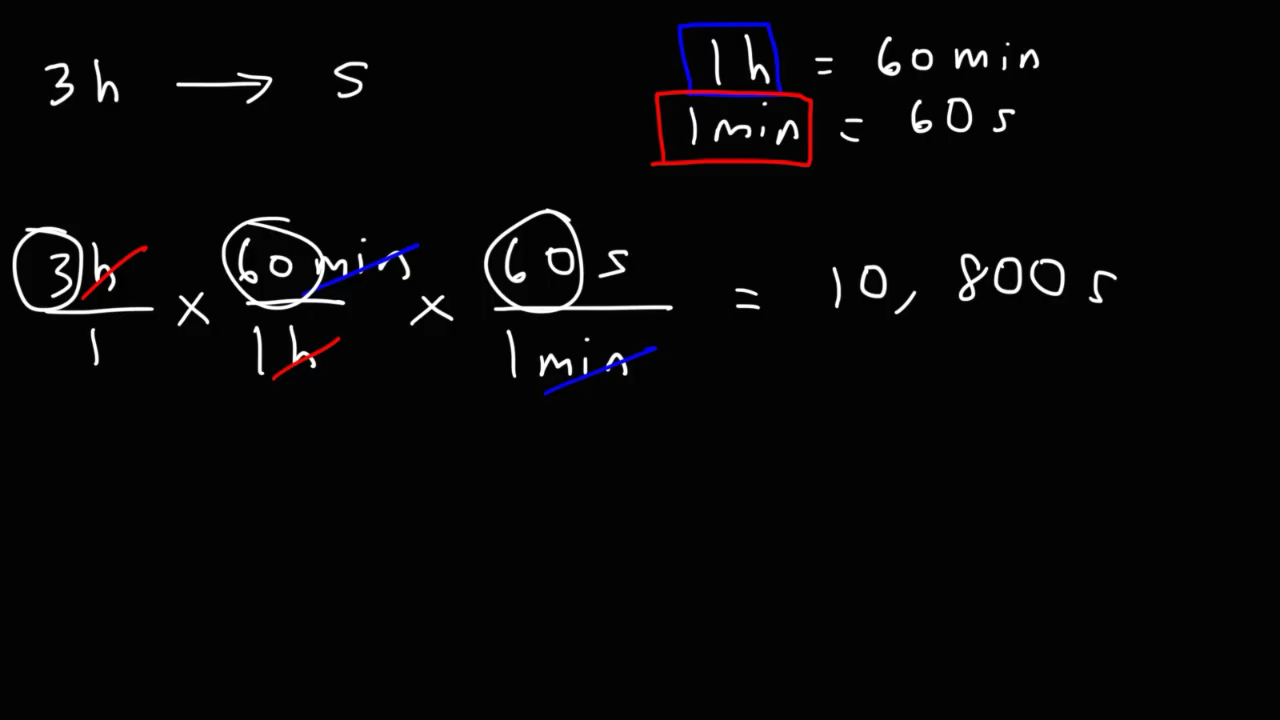 3h → s
1h = 60 min
1 min = 60 s
3h/1 × 60 min/1h × 60 s/1 min = 10,800 s